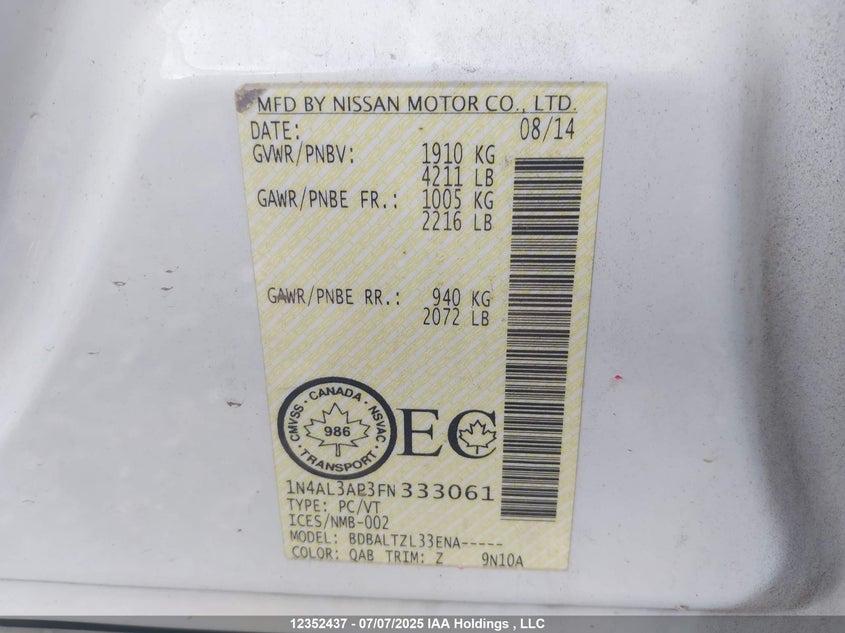 MFD BY NISSAN MOTOR CO., LTD.
DATE: 08/14
GVWR/PNBV: 1910 KG
4211 LB
GAWR/PNBE FR.: 1005 KG
2216 LB
GAWR/PNBE RR.: 940 KG
2072 LB
CMVSS · CANADA · NSVAC · TRANSPORT
986
EC
1N4AL3AP3FN333061
TYPE: PC/VT
ICES/NMB-002
MODEL: BDBALTZL33ENA-----
COLOR: QAB TRIM: Z 9N10A
12352437 - 07/07/2025 IAA Holdings , LLC